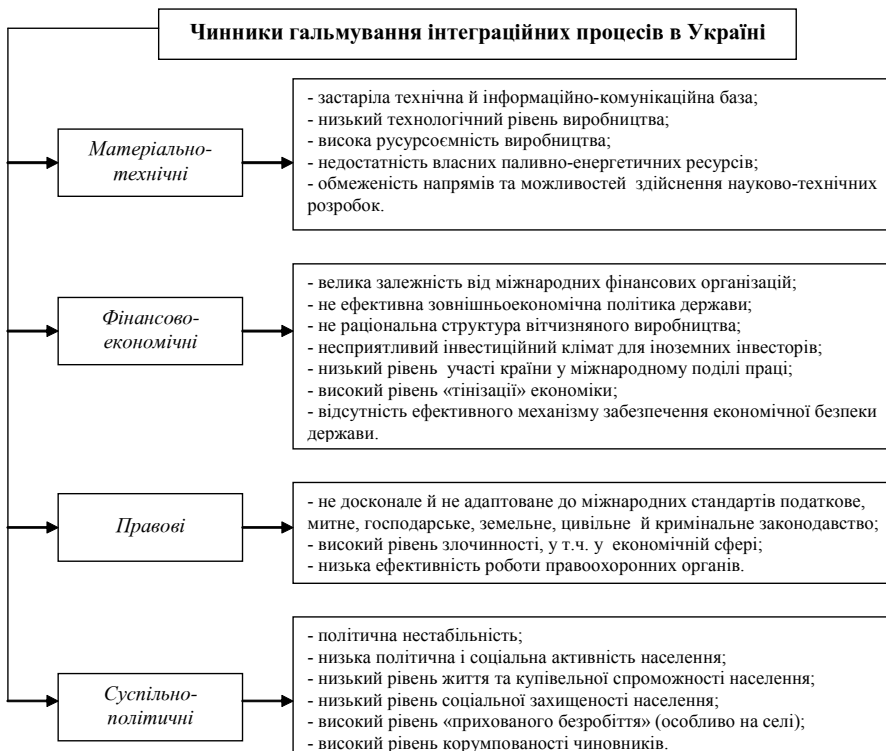 Чинники гальмування інтеграційних процесів в Україні
Матеріально-
технічні
- застаріла технічна й інформаційно-комунікаційна база;
- низький технологічний рівень виробництва;
- висока русурсоємність виробництва;
- недостатність власних паливно-енергетичних ресурсів;
- обмеженість напрямів та можливостей здійснення науково-технічних
розробок.
Фінансово-
економічні
- велика залежність від міжнародних фінансових організацій;
- не ефективна зовнішньоекономічна політика держави;
- не раціональна структура вітчизняного виробництва;
- несприятливий інвестиційний клімат для іноземних інвесторів;
- низький рівень участі країни у міжнародному поділі праці;
- високий рівень «тінізації» економіки;
- відсутність ефективного механізму забезпечення економічної безпеки
держави.
Правові
- не досконале й не адаптоване до міжнародних стандартів податкове,
митне, господарське, земельне, цивільне й кримінальне законодавство;
- високий рівень злочинності, у т.ч. у економічній сфері;
- низька ефективність роботи правоохоронних органів.
Суспільно-
політичні
- політична нестабільність;
- низька політична і соціальна активність населення;
- низький рівень життя та купівельної спроможності населення;
- низький рівень соціальної захищеності населення;
- високий рівень «прихованого безробіття» (особливо на селі);
- високий рівень корумпованості чиновників.